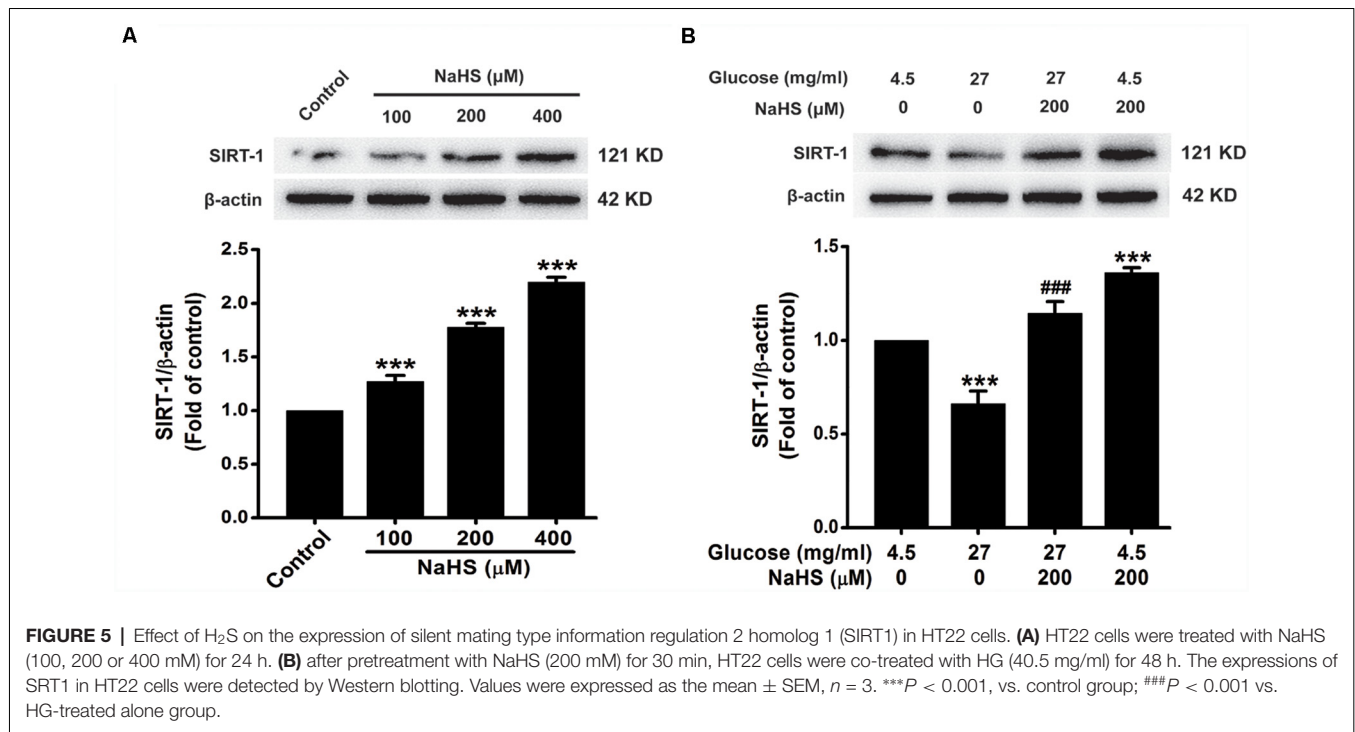 A
Control
NaHS (µM)
100 200 400
SIRT-1 121 KD
β-actin 42 KD
SIRT-1/β-actin
(Fold of control)
2.5
2.0
1.5
1.0
0.5
0.0
***
***
***
Control 100 200 400
NaHS (µM)
B
Glucose (mg/ml) 4.5 27 27 4.5
NaHS (µM) 0 0 200 200
SIRT-1 121 KD
β-actin 42 KD
SIRT-1/β-actin
(Fold of control)
1.5
1.0
0.5
0.0
***
###
***
Glucose (mg/ml) 4.5 27 27 4.5
NaHS (µM) 0 0 200 200
FIGURE 5 | Effect of H₂S on the expression of silent mating type information regulation 2 homolog 1 (SIRT1) in HT22 cells. (A) HT22 cells were treated with NaHS
(100, 200 or 400 mM) for 24 h. (B) after pretreatment with NaHS (200 mM) for 30 min, HT22 cells were co-treated with HG (40.5 mg/ml) for 48 h. The expressions of
SRT1 in HT22 cells were detected by Western blotting. Values were expressed as the mean ± SEM, n = 3. ***P < 0.001, vs. control group; ###P < 0.001 vs.
HG-treated alone group.